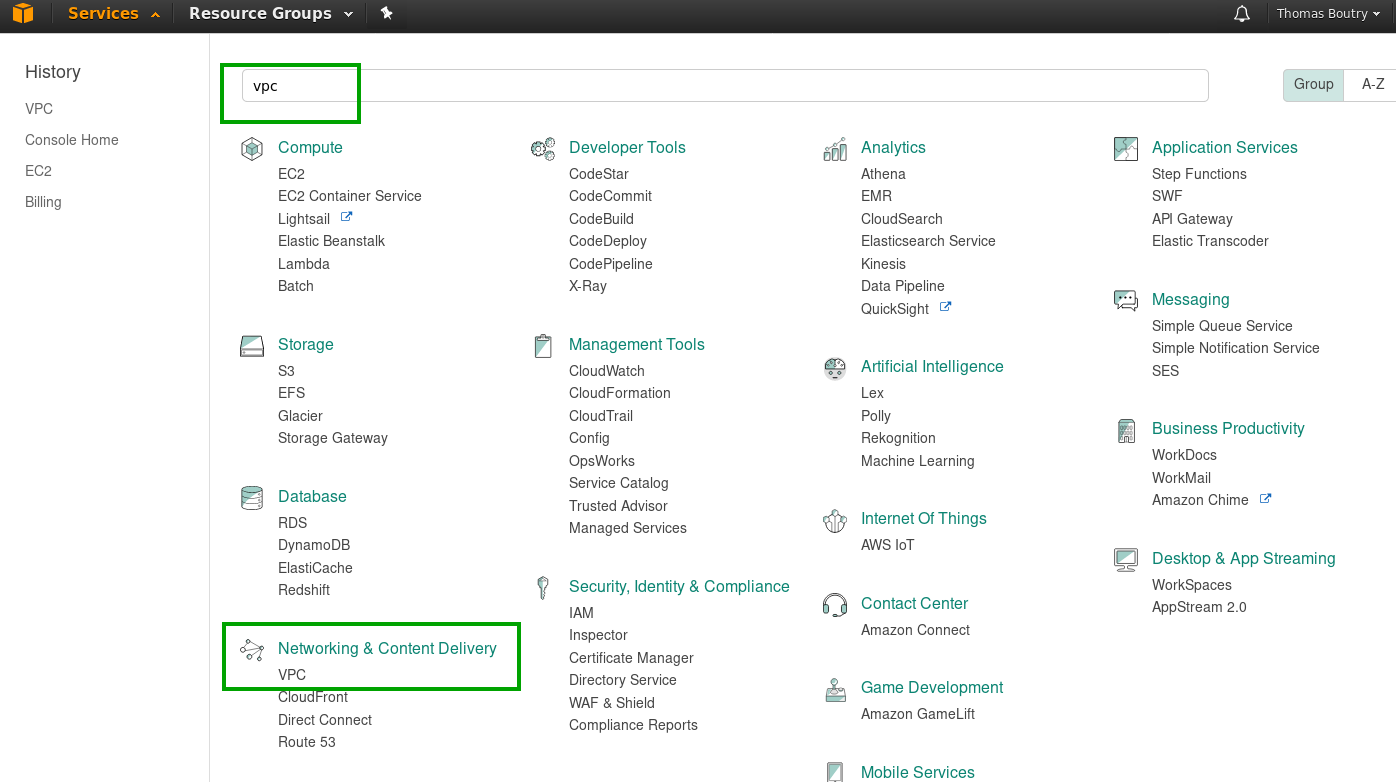 Services
Resource Groups
Thomas Boutry
History
VPC
Console Home
EC2
Billing
vpc
Group
A-Z
Compute
EC2
EC2 Container Service
Lightsail
Elastic Beanstalk
Lambda
Batch
Storage
S3
EFS
Glacier
Storage Gateway
Database
RDS
DynamoDB
ElastiCache
Redshift
Networking & Content Delivery
VPC
CloudFront
Direct Connect
Route 53
Developer Tools
CodeStar
CodeCommit
CodeBuild
CodeDeploy
CodePipeline
X-Ray
Management Tools
CloudWatch
CloudFormation
CloudTrail
Config
OpsWorks
Service Catalog
Trusted Advisor
Managed Services
Security, Identity & Compliance
IAM
Inspector
Certificate Manager
Directory Service
WAF & Shield
Compliance Reports
Analytics
Athena
EMR
CloudSearch
Elasticsearch Service
Kinesis
Data Pipeline
QuickSight
Artificial Intelligence
Lex
Polly
Rekognition
Machine Learning
Internet Of Things
AWS IoT
Contact Center
Amazon Connect
Game Development
Amazon GameLift
Mobile Services
Application Services
Step Functions
SWF
API Gateway
Elastic Transcoder
Messaging
Simple Queue Service
Simple Notification Service
SES
Business Productivity
WorkDocs
WorkMail
Amazon Chime
Desktop & App Streaming
WorkSpaces
AppStream 2.0